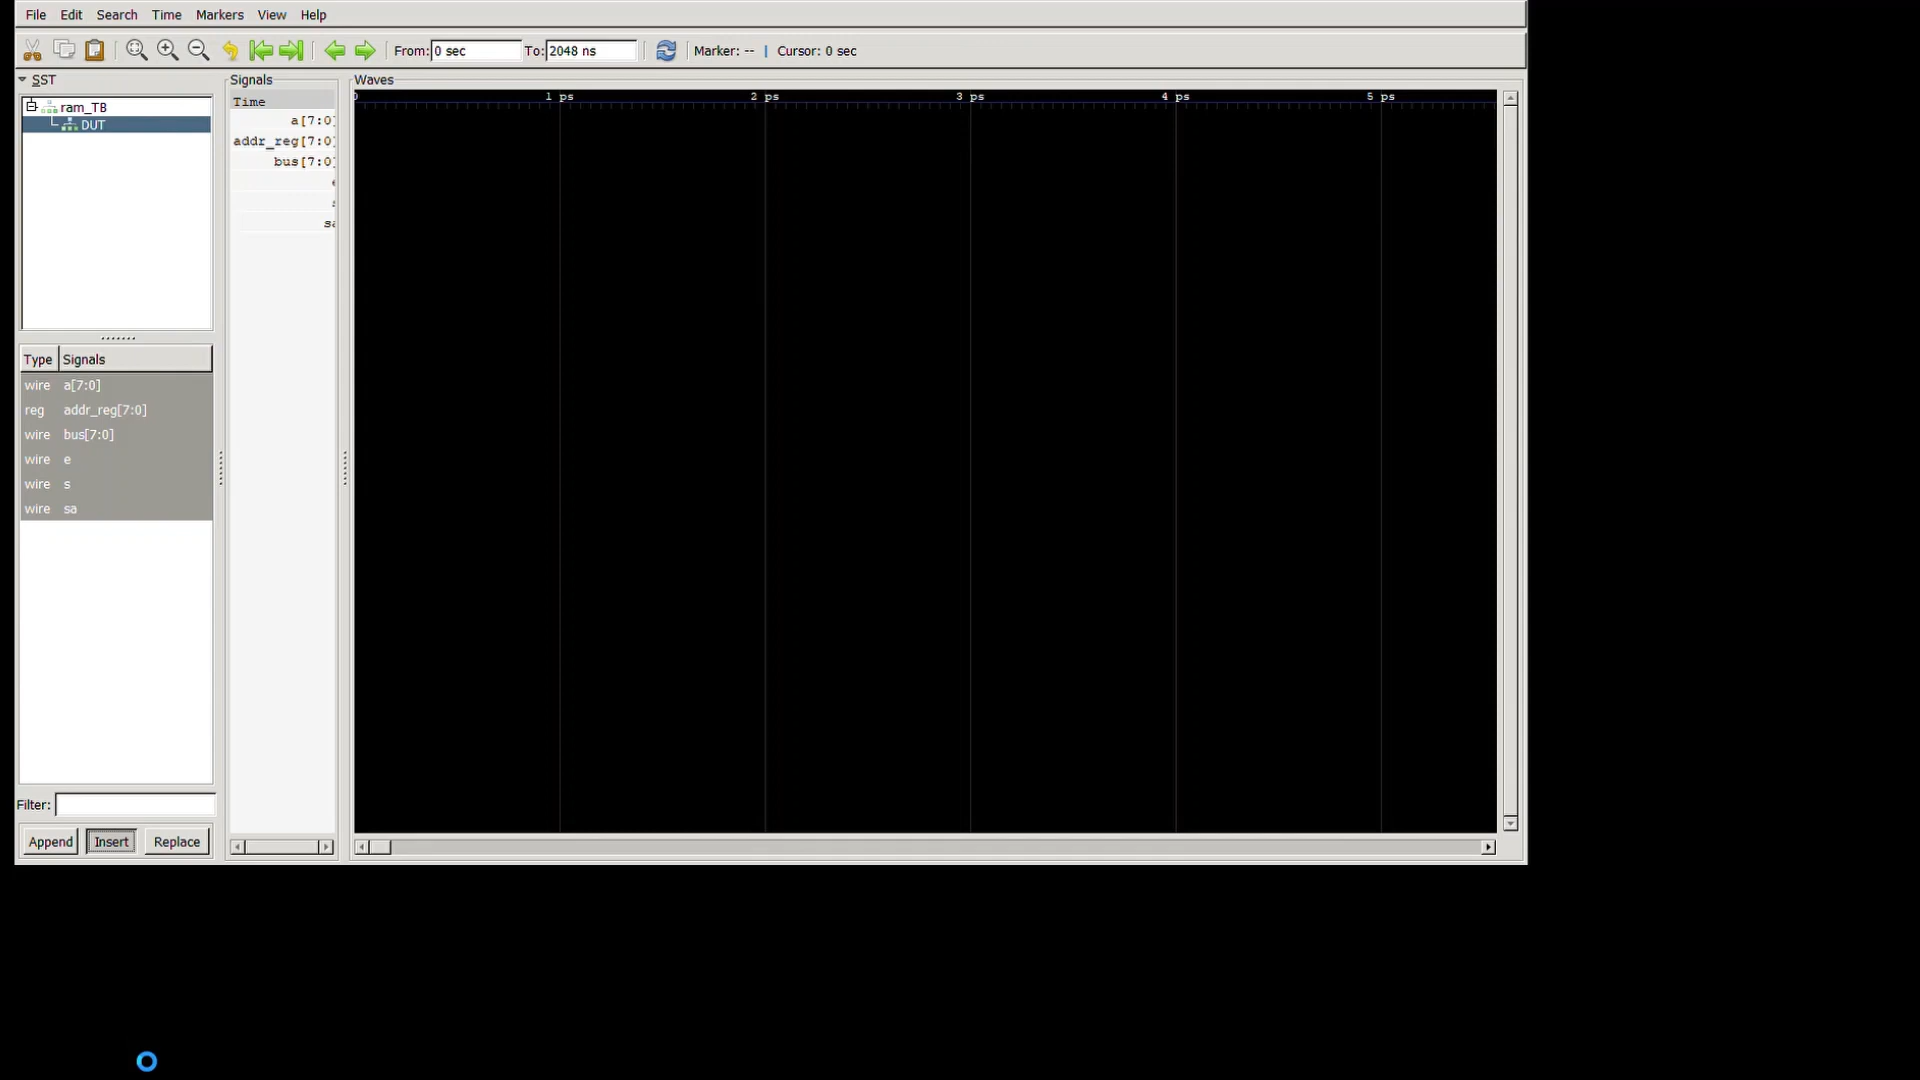 File Edit Search Time Markers View Help
From: 0 sec To: 2048 ns Marker: -- | Cursor: 0 sec
SST
ram_TB
DUT
Type Signals
wire a[7:0]
reg addr_reg[7:0]
wire bus[7:0]
wire e
wire s
wire sa
Filter:
Append Insert Replace
Signals
Time
a[7:0]
addr_reg[7:0]
bus[7:0]
Waves
0 1 ps 2 ps 3 ps 4 ps 5 ps